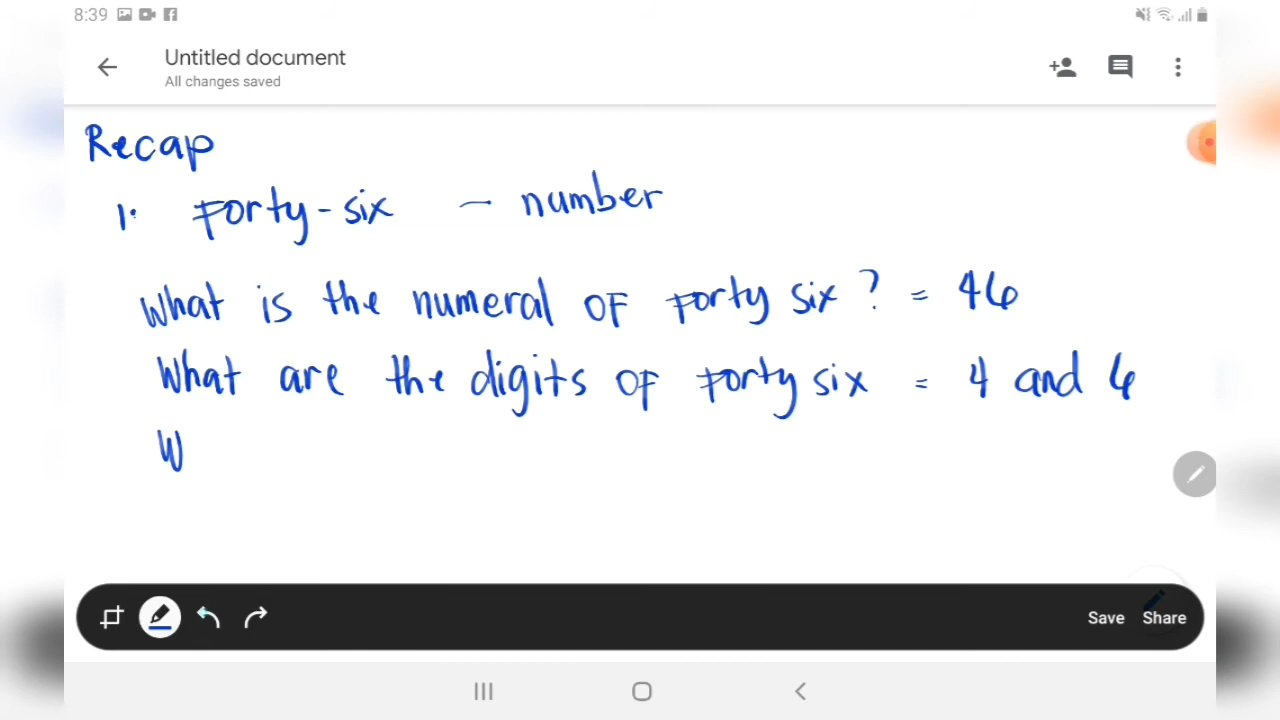 8:39
Untitled document
All changes saved
Recap
1. Forty-six - number
What is the numeral of forty six? = 46
What are the digits of forty six = 4 and 6
W
Save Share